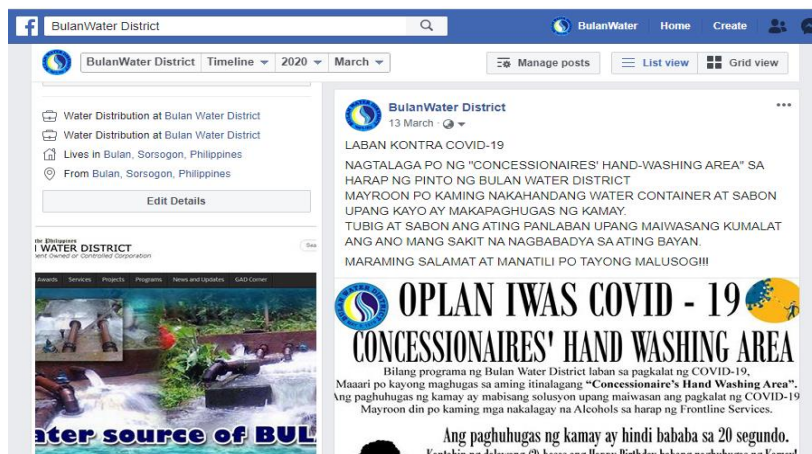 BulanWater District
BulanWater
Home
Create
BulanWater District
Timeline
2020
March
Manage posts
List view
Grid view
Water Distribution at Bulan Water District
Water Distribution at Bulan Water District
Lives in Bulan, Sorsogon, Philippines
From Bulan, Sorsogon, Philippines
Edit Details
the Philippines
WATER DISTRICT
ment Owned or Controlled Corporation
Awards Services Projects Programs News and Updates GAD Corner
ater source of BUL
BulanWater District
13 March
LABAN KONTRA COVID-19
NAGTALAGA PO NG "CONCESSIONAIRES' HAND-WASHING AREA" SA
HARAP NG PINTO NG BULAN WATER DISTRICT
MAYROON PO KAMING NAKAHANDANG WATER CONTAINER AT SABON
UPANG KAYO AY MAKAPAGHUGAS NG KAMAY.
TUBIG AT SABON ANG ATING PANLABAN UPANG MAIWASANG KUMALAT
ANG ANO MANG SAKIT NA NAGBABADYA SA ATING BAYAN.
MARAMING SALAMAT AT MANATILI PO TAYONG MALUSOG!!!
OPLAN IWAS COVID - 19
CONCESSIONAIRES' HAND WASHING AREA
Bilang programa ng Bulan Water District laban sa pagkalat ng COVID-19,
Maaari po kayong maghugas sa aming itinalagang "Concessionaire's Hand Washing Area".
Ang paghuhugas ng kamay ay mabisang solusyon upang maiwasan ang pagkalat ng COVID-19
Mayroon din po kaming mga nakalagay na Alcohols sa harap ng Frontline Services.
Ang paghuhugas ng kamay ay hindi bababa sa 20 segundo.